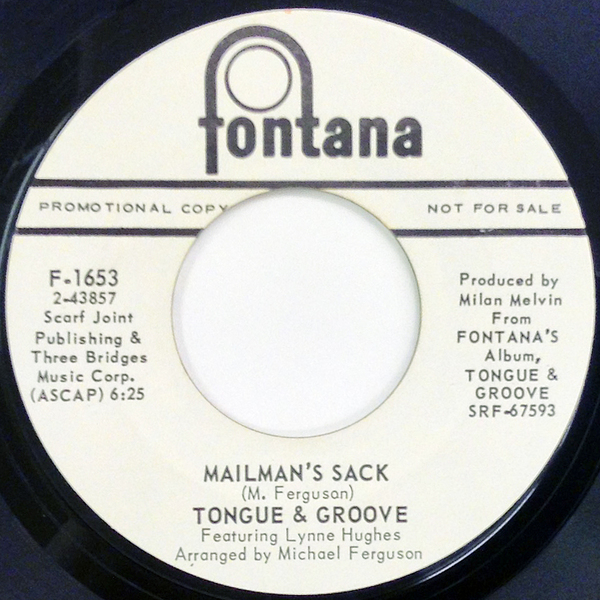 fontana
PROMOTIONAL COPY
NOT FOR SALE
F-1653
2-43857
Scarf Joint
Publishing &
Three Bridges
Music Corp.
(ASCAP) 6:25
Produced by
Milan Melvin
From
FONTANA'S
Album,
TONGUE &
GROOVE
SRF-67593
MAILMAN'S SACK
(M. Ferguson)
TONGUE & GROOVE
Featuring Lynne Hughes
Arranged by Michael Ferguson